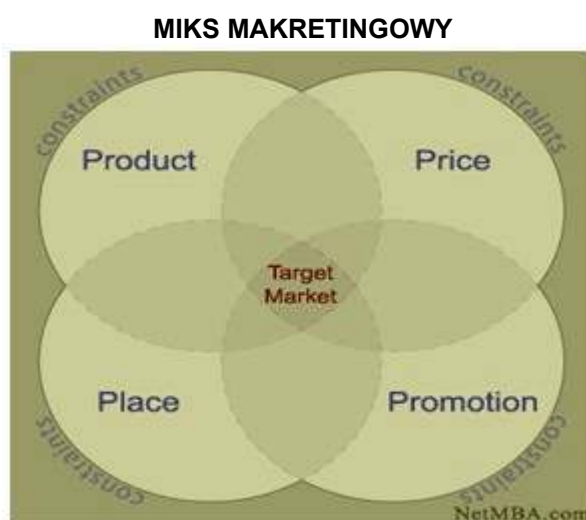 MIKS MAKRETINGOWY
constraints
constraints
Product
Price
Target
Market
Place
Promotion
constraints
constraints
NetMBA.com